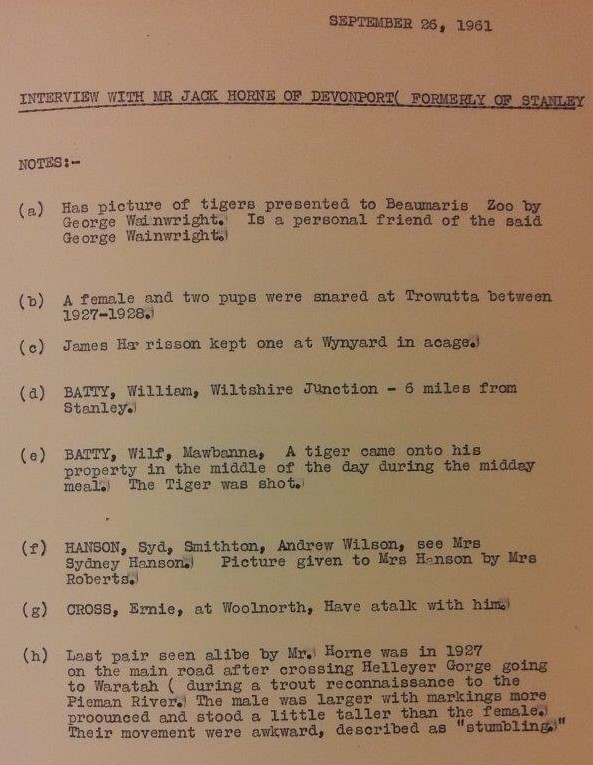 SEPTEMBER 26, 1961
INTERVIEW WITH MR JACK HORNE OF DEVONPORT( FORMERLY OF STANLEY
NOTES:-
(a) Has picture of tigers presented to Beaumaris Zoo by
George Wainwright. Is a personal friend of the said
George Wainwright.
(b) A female and two pups were snared at Trowutta between
1927-1928.
(c) James Harrisson kept one at Wynyard in acage.
(d) BATTY, William, Wiltshire Junction - 6 miles from
Stanley.
(e) BATTY, Wilf, Mawbanna, A tiger came onto his
property in the middle of the day during the midday
meal. The Tiger was shot.
(f) HANSON, Syd, Smithton, Andrew Wilson, see Mrs
Sydney Hanson. Picture given to Mrs Hanson by Mrs
Roberts.
(g) CROSS, Ernie, at Woolnorth, Have atalk with him.
(h) Last pair seen alibe by Mr. Horne was in 1927
on the main road after crossing Helleyer Gorge going
to Waratah ( during a trout reconnaissance to the
Pieman River. The male was larger with markings more
proounced and stood a little taller than the female.
Their movement were awkward, described as "stumbling."